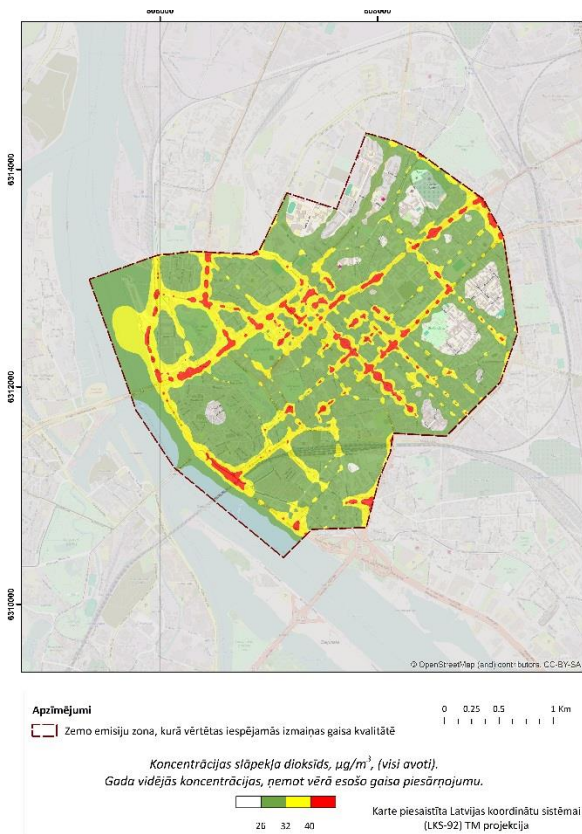 506000 508000
6314000
6312000
6310000
© OpenStreetMap (and) contributors, CC-BY-SA
Apzīmējumi
0 0.25 0.5 1 Km
Zemo emisiju zona, kurā vērtētas iespējamās izmaiņas gaisa kvalitātē
Koncentrācijas slāpekļa dioksīds, µg/m³, (visi avoti).
Gada vidējās koncentrācijas, ņemot vērā esošo gaisa piesārņojumu.
26 32 40
Karte piesaistīta Latvijas koordinātu sistēmai
(LKS-92) TM projekcija